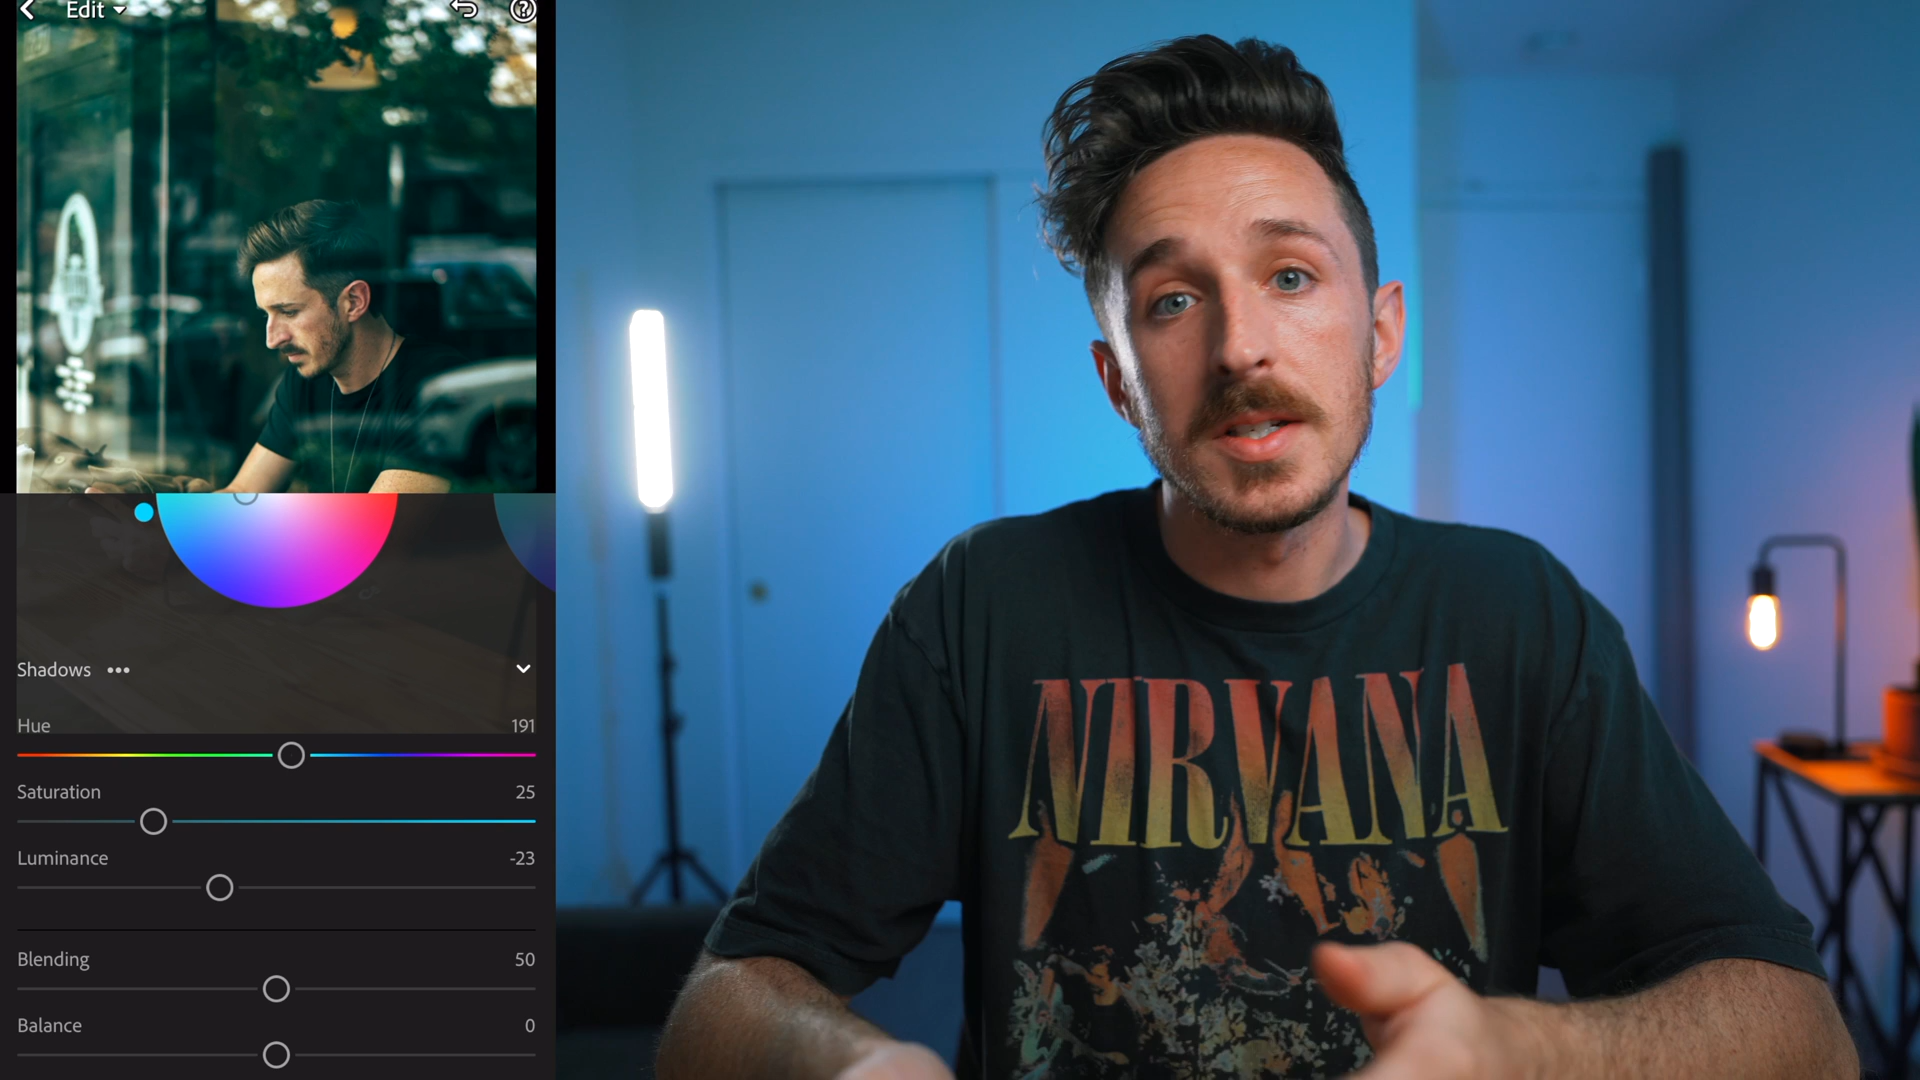 Edit
Shadows •••
Hue 191
Saturation 25
Luminance -23
Blending 50
Balance 0
NIRVANA